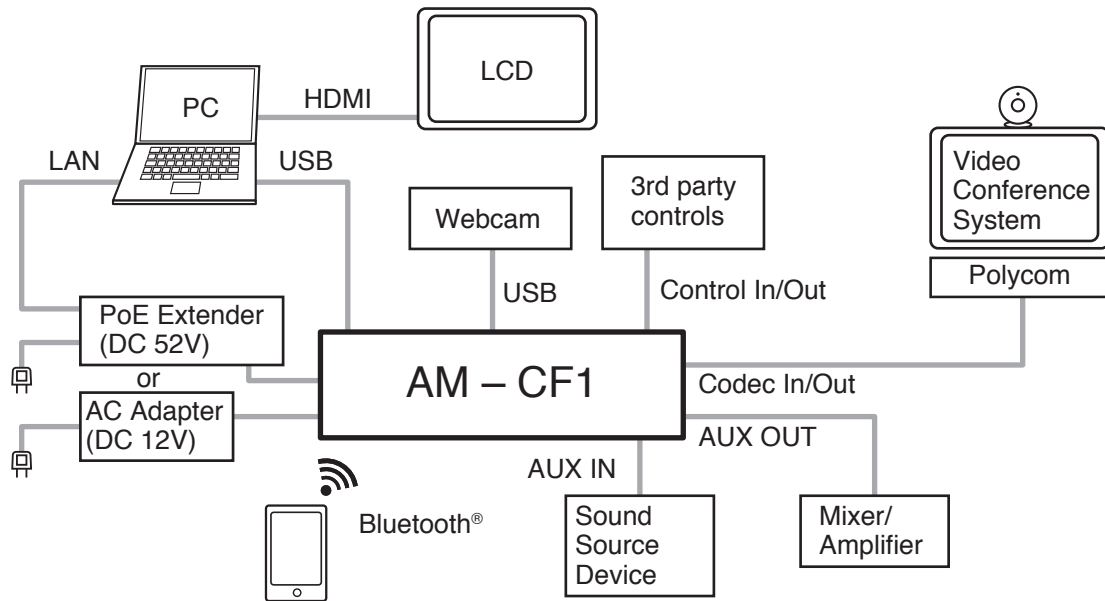 LCD
PC
HDMI
LAN
USB
Webcam
3rd party
controls
Video
Conference
System
Polycom
USB
Control In/Out
PoE Extender
(DC 52V)
or
AC Adapter
(DC 12V)
AM – CF1
Codec In/Out
AUX OUT
AUX IN
Bluetooth®
Sound
Source
Device
Mixer/
Amplifier